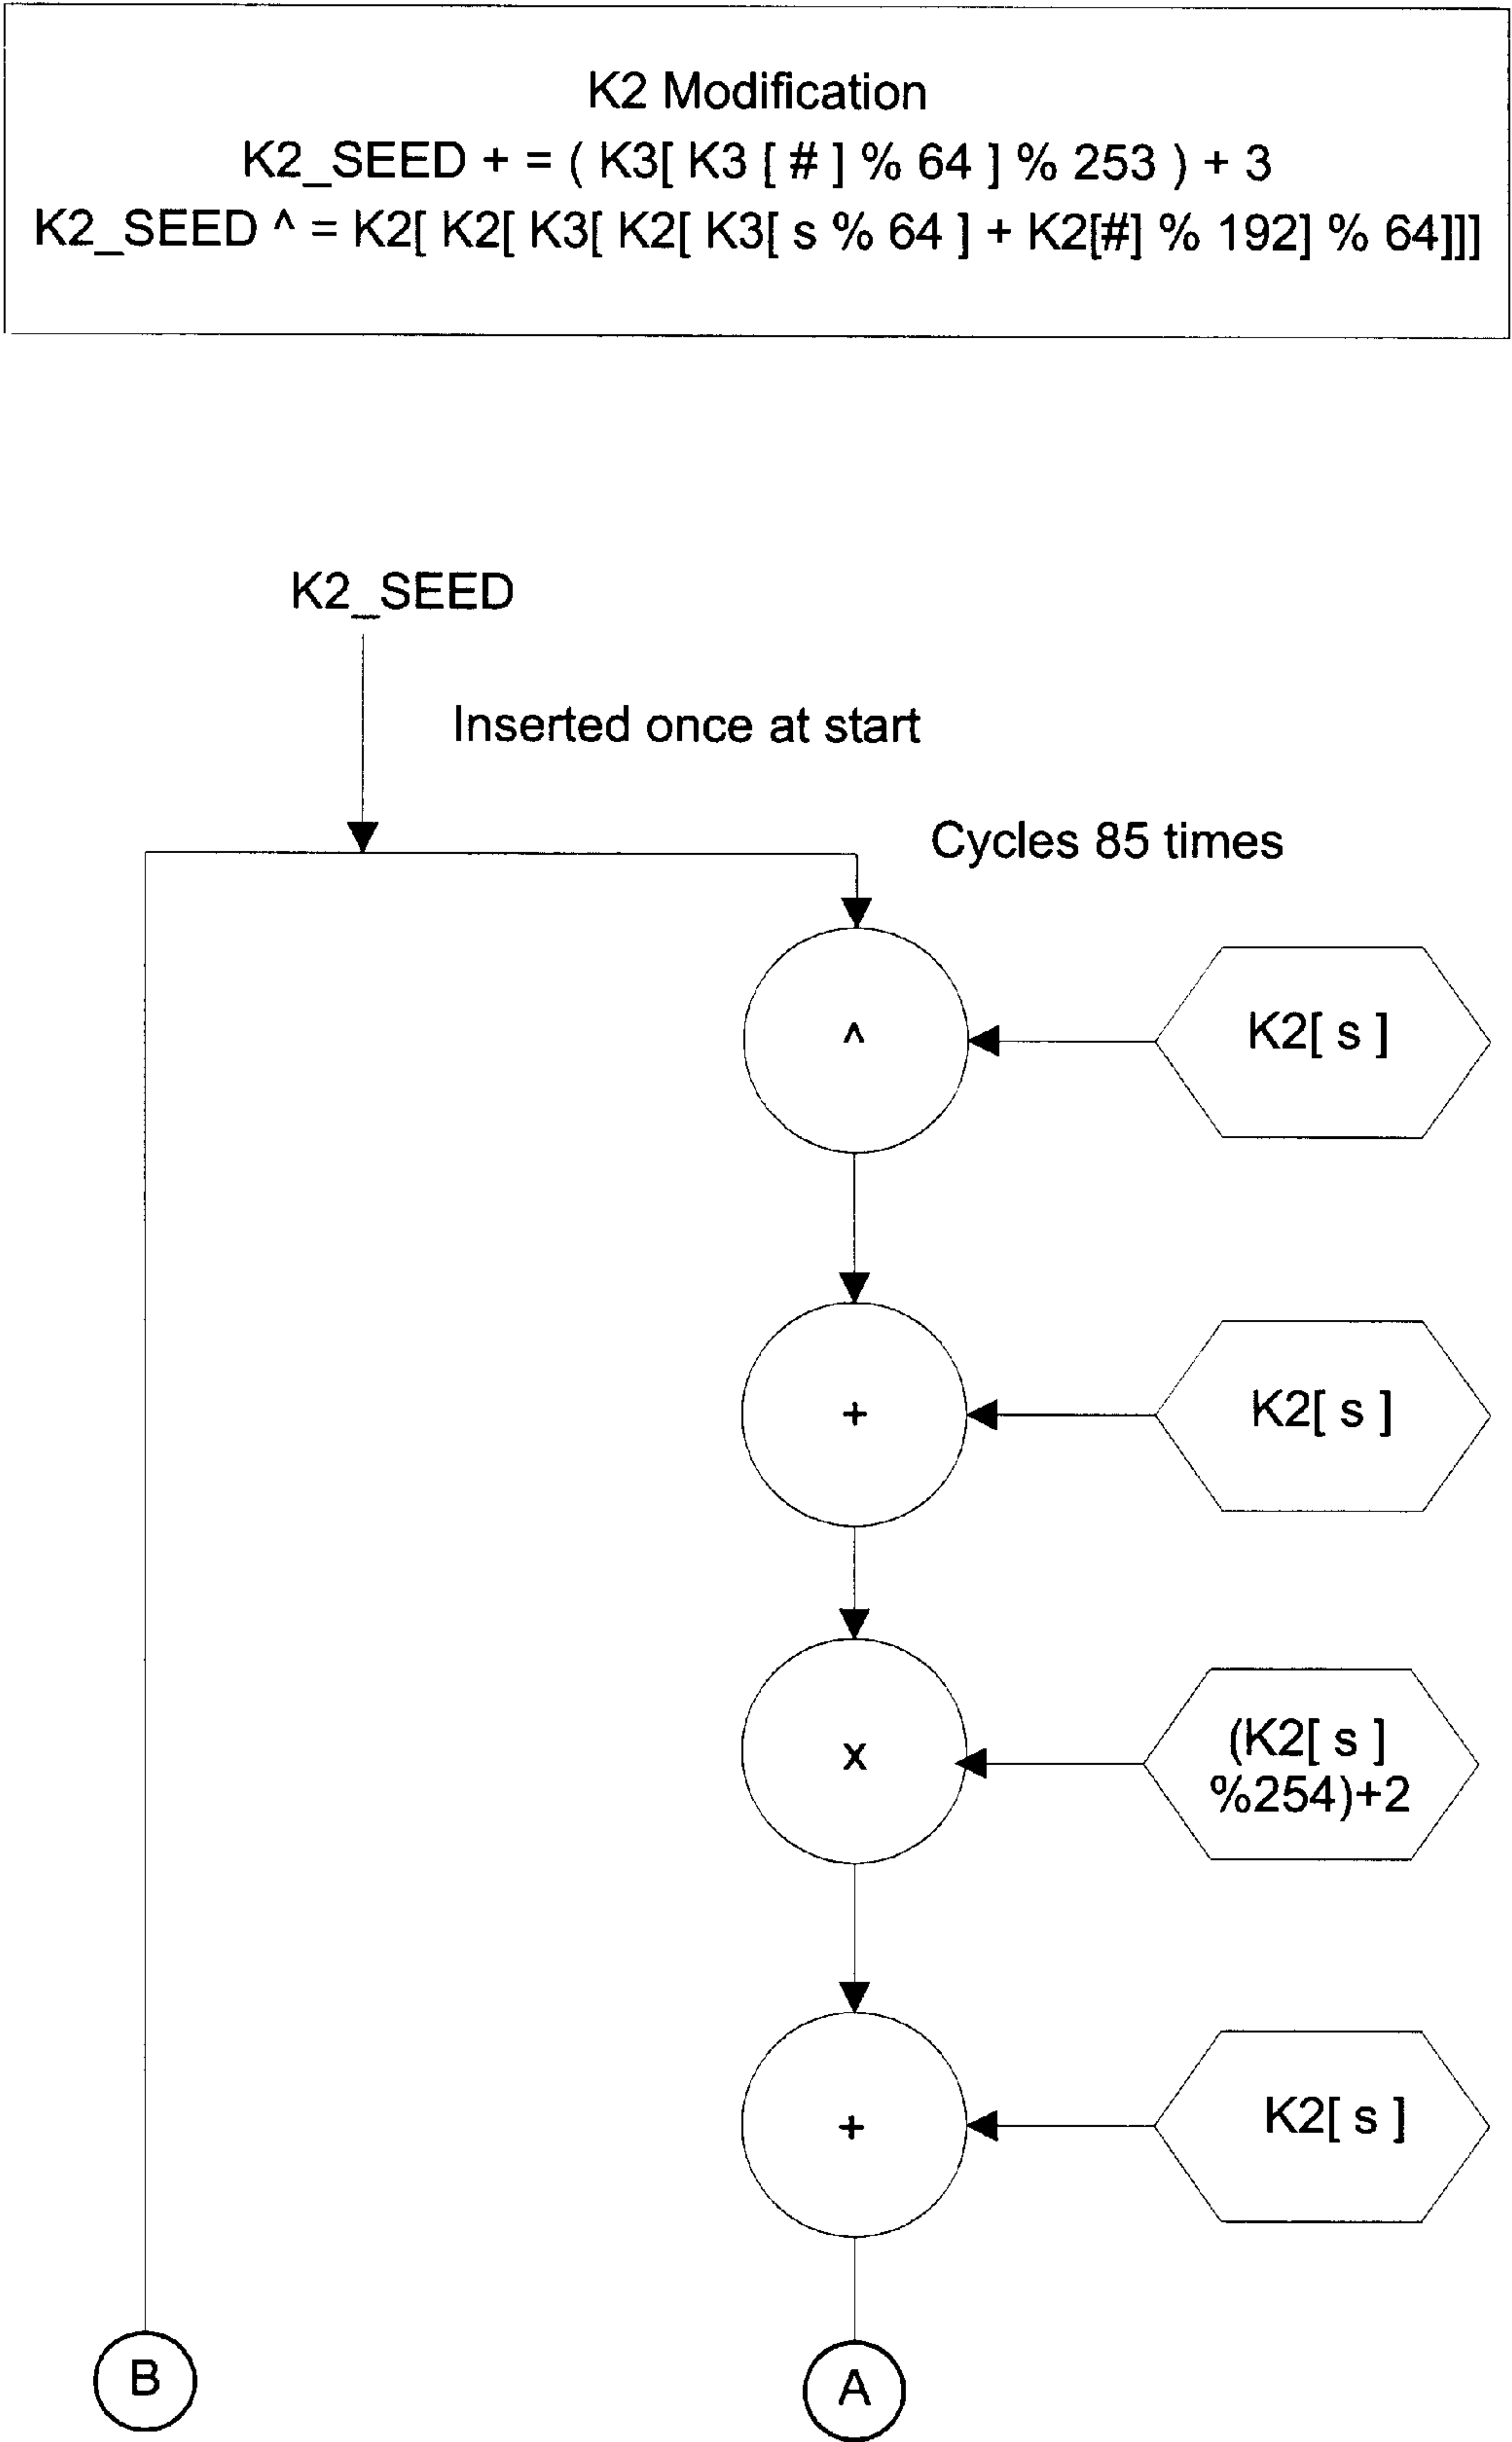 K2 Modification
K2_SEED + = ( K3[ K3 [ # ] % 64 ] % 253 ) + 3
K2_SEED ^ = K2[ K2[ K3[ K2[ K3[ s % 64 ] + K2[#] % 192] % 64]]]
K2_SEED
Inserted once at start
Cycles 85 times
^
K2[ s ]
+
K2[ s ]
x
(K2[ s ]
%254)+2
+
K2[ s ]
B
A